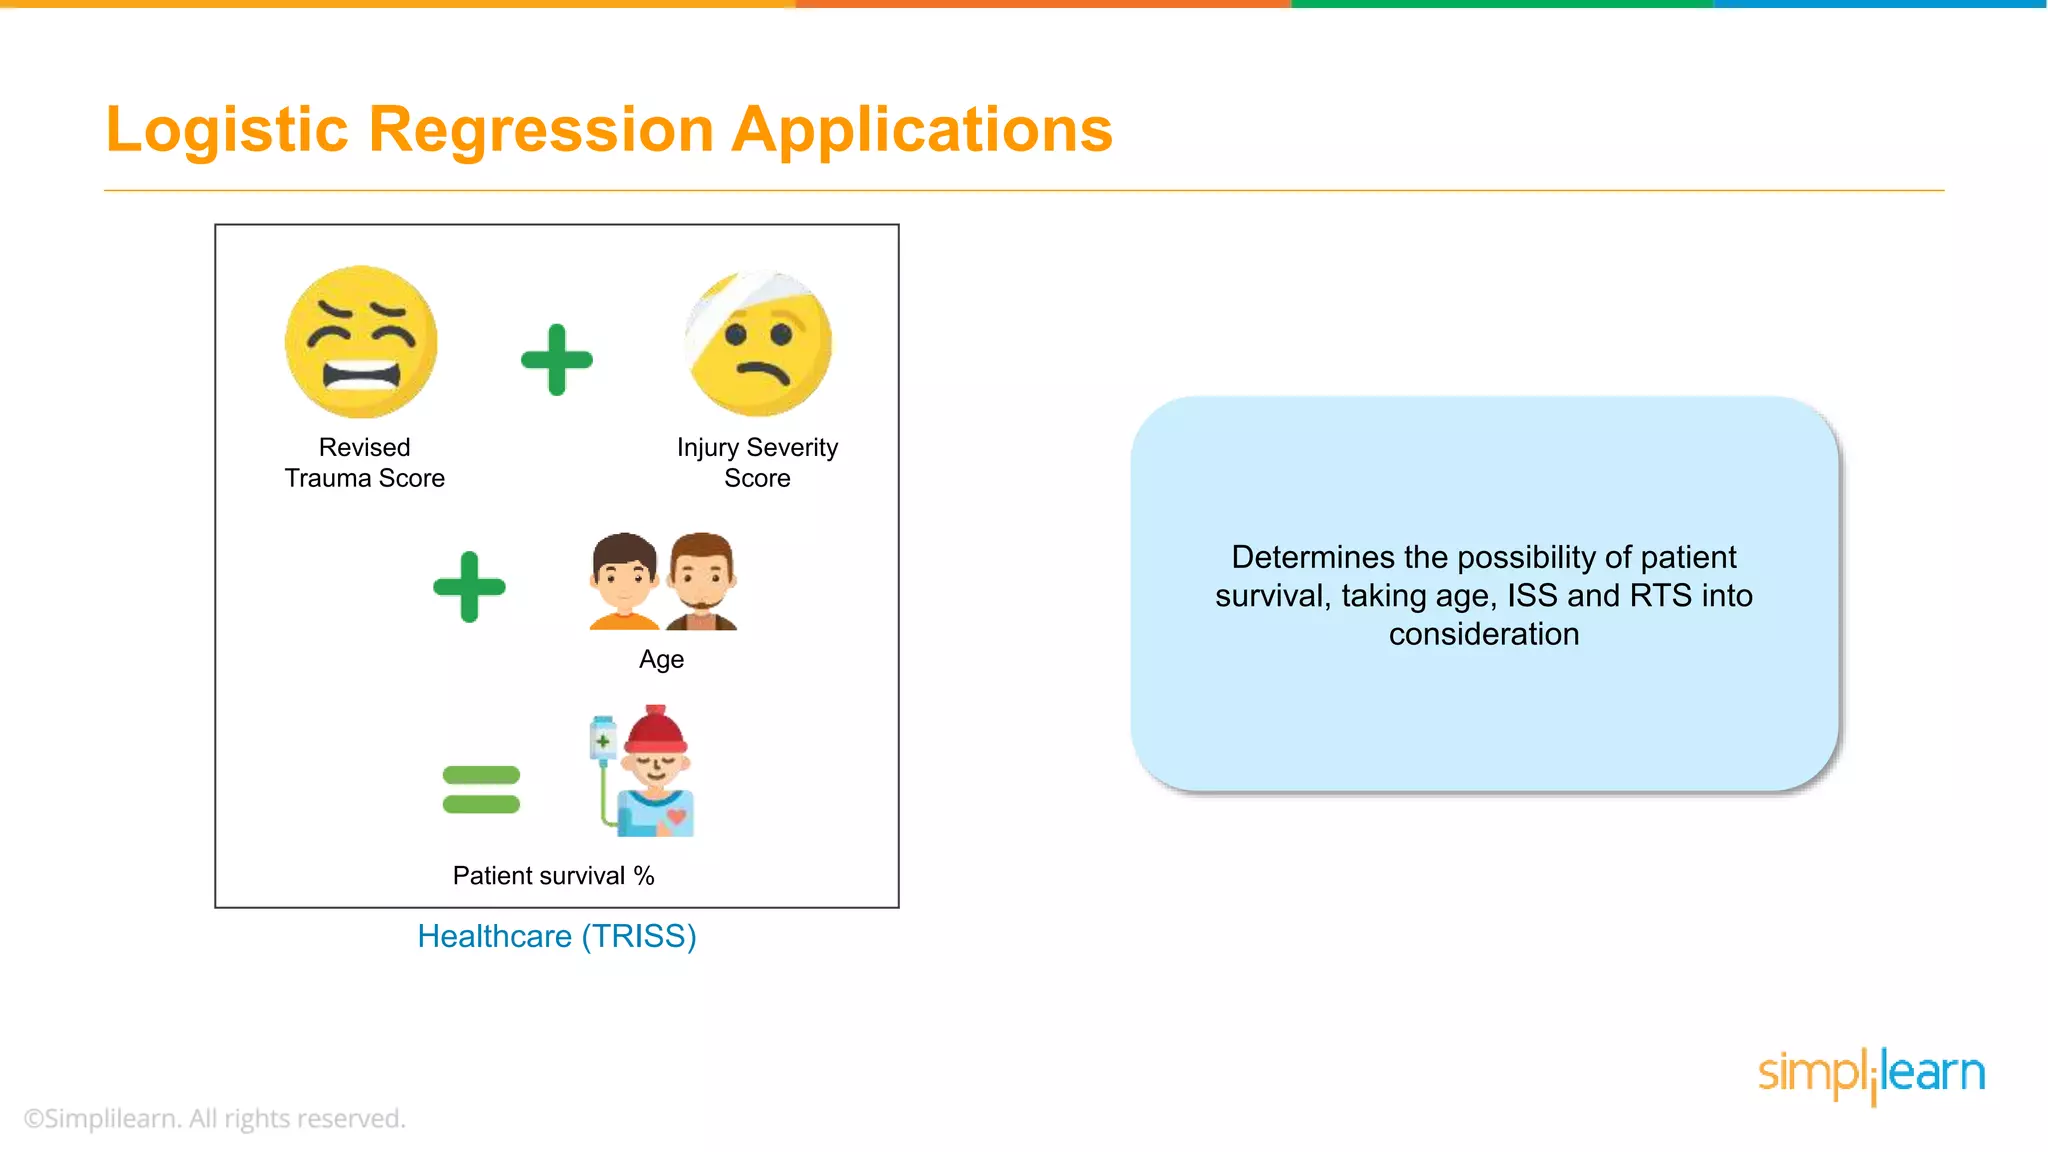 Logistic Regression Applications
Revised
Trauma Score
Injury Severity
Score
Age
Patient survival %
Healthcare (TRISS)
Determines the possibility of patient
survival, taking age, ISS and RTS into
consideration
simplilearn
©Simplilearn. All rights reserved.